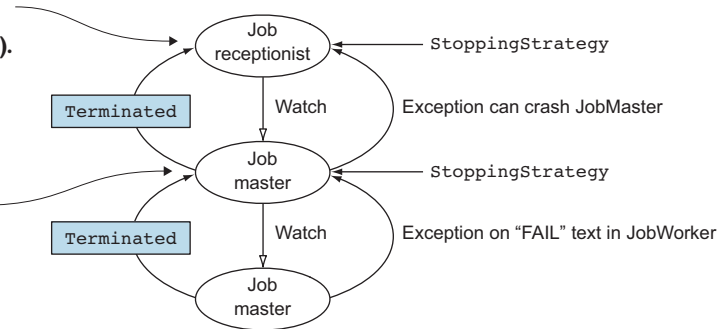 ).
Job
receptionist
StoppingStrategy
Terminated
Watch
Exception can crash JobMaster
Job
master
StoppingStrategy
Terminated
Watch
Exception on “FAIL” text in JobWorker
Job
master